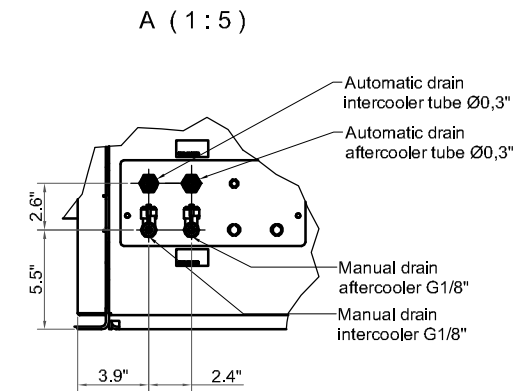 A ( 1 : 5 )
Automatic drain
intercooler tube Ø0,3"
Automatic drain
aftercooler tube Ø0,3"
2.6"
5.5"
Manual drain
aftercooler G1/8"
Manual drain
intercooler G1/8"
3.9"
2.4"